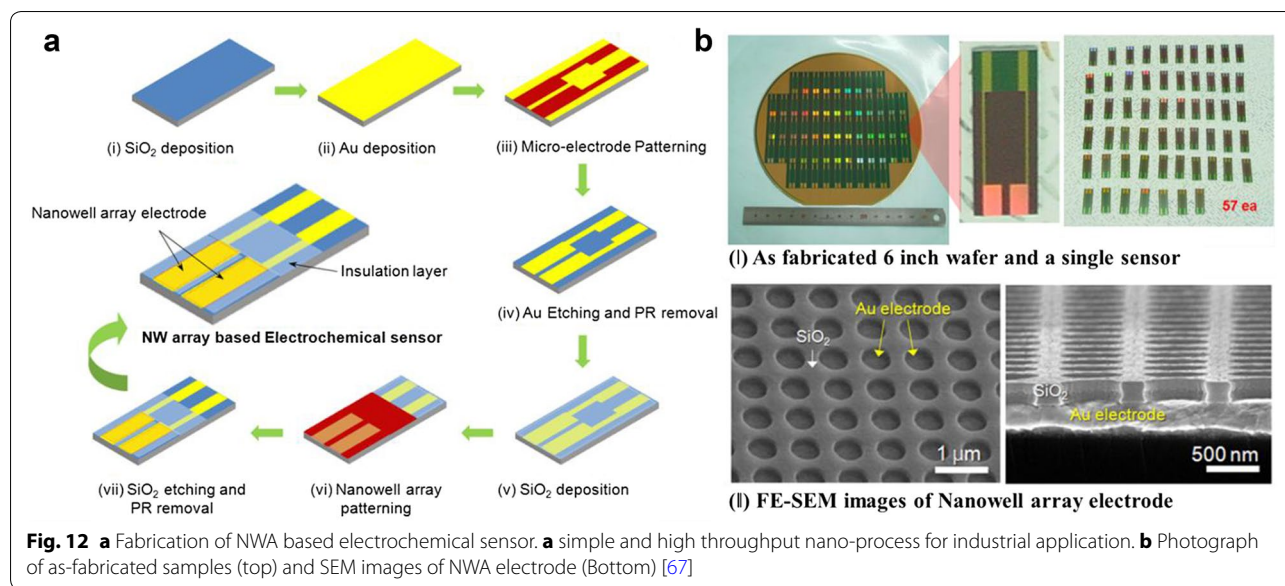 a
(i) SiO₂ deposition
(ii) Au deposition
(iii) Micro-electrode Patterning
Nanowell array electrode
Insulation layer
NW array based Electrochemical sensor
(iv) Au Etching and PR removal
(vii) SiO₂ etching and
PR removal
(vi) Nanowell array
patterning
(v) SiO₂ deposition
b
57 ea
(Ⅰ) As fabricated 6 inch wafer and a single sensor
Au electrode
SiO₂
1 µm
SiO₂
Au electrode
500 nm
(Ⅱ) FE-SEM images of Nanowell array electrode
Fig. 12 a Fabrication of NWA based electrochemical sensor. a simple and high throughput nano-process for industrial application. b Photograph
of as-fabricated samples (top) and SEM images of NWA electrode (Bottom) [67]